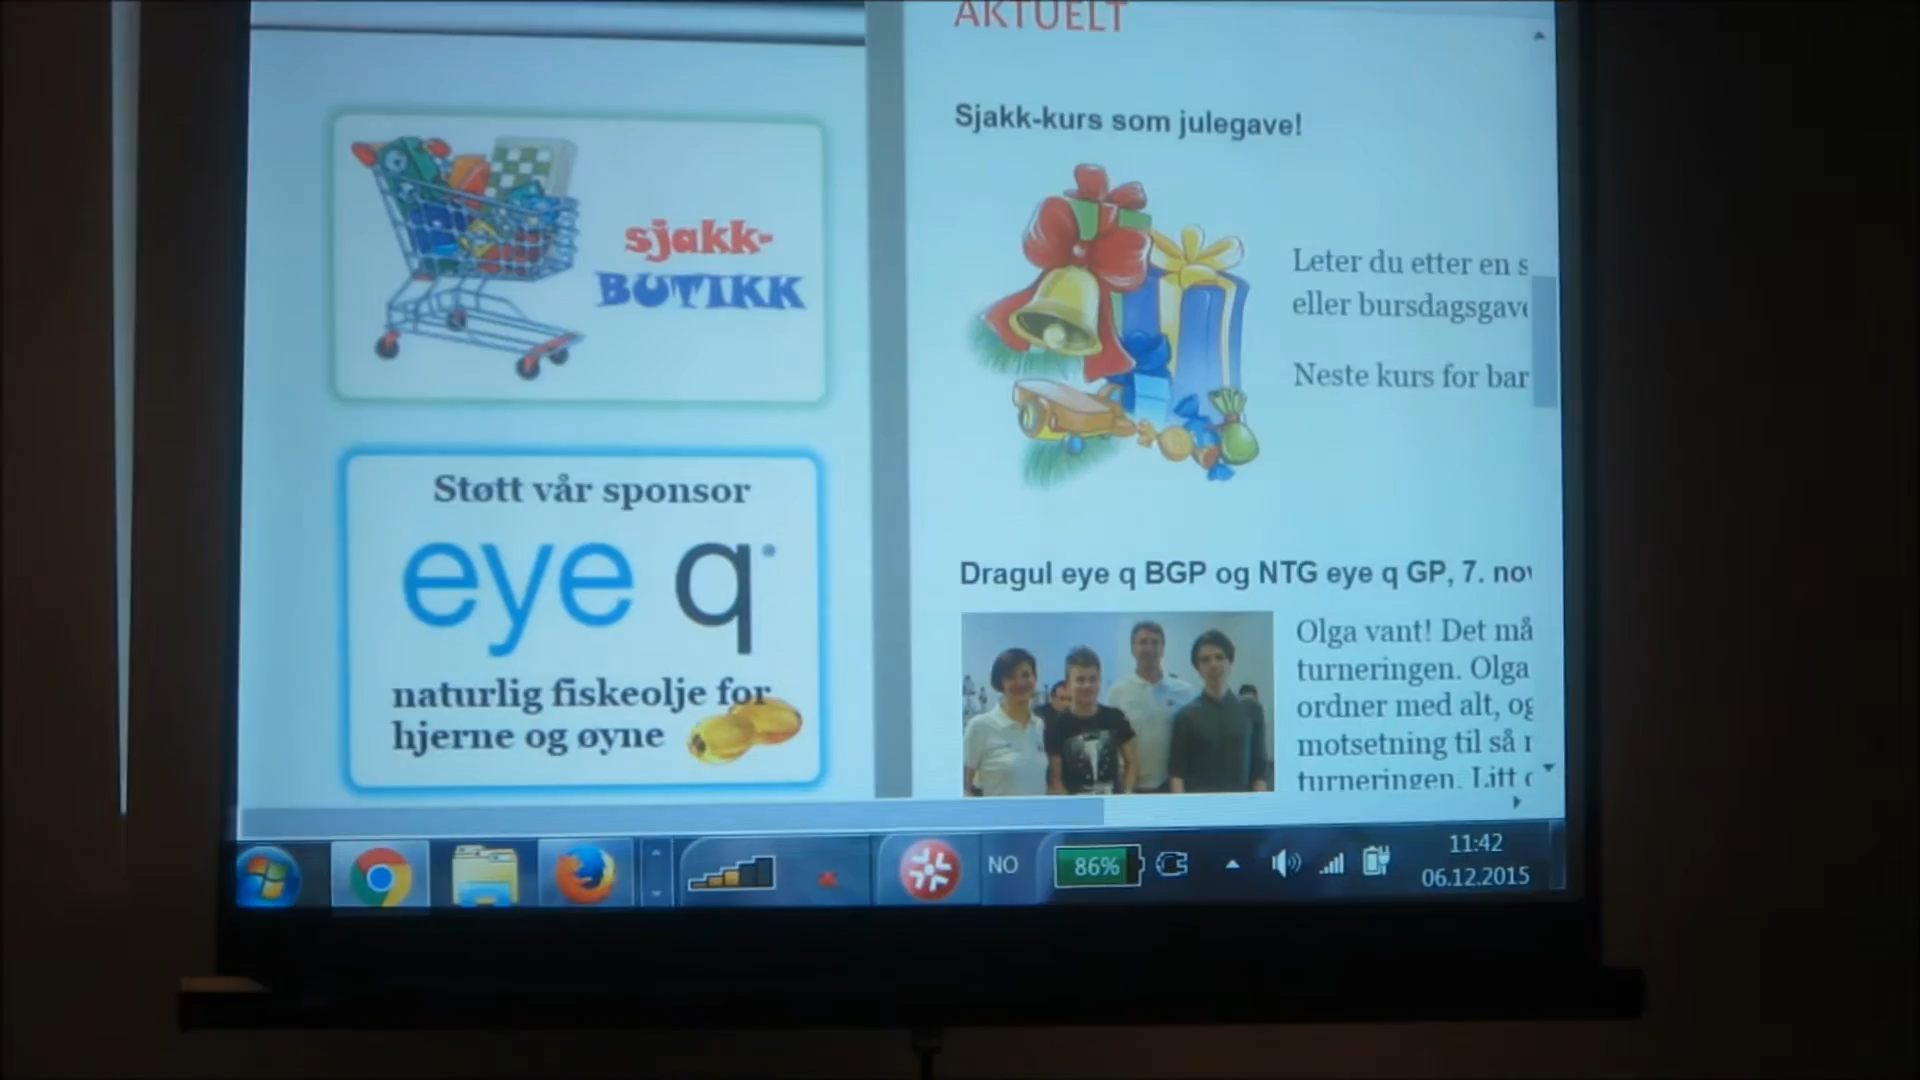 AKTUELT
sjakk-
BUTIKK
Støtt vår sponsor
eye q
naturlig fiskeolje for
hjerne og øyne
Sjakk-kurs som julegave!
Leter du etter en s
eller bursdagsgave
Neste kurs for bar
Dragul eye q BGP og NTG eye q GP, 7. nov
Olga vant! Det må
turneringen. Olga
ordner med alt, og
motsetning til så
turneringen. Litt
NO
86%
11:42
06.12.2015